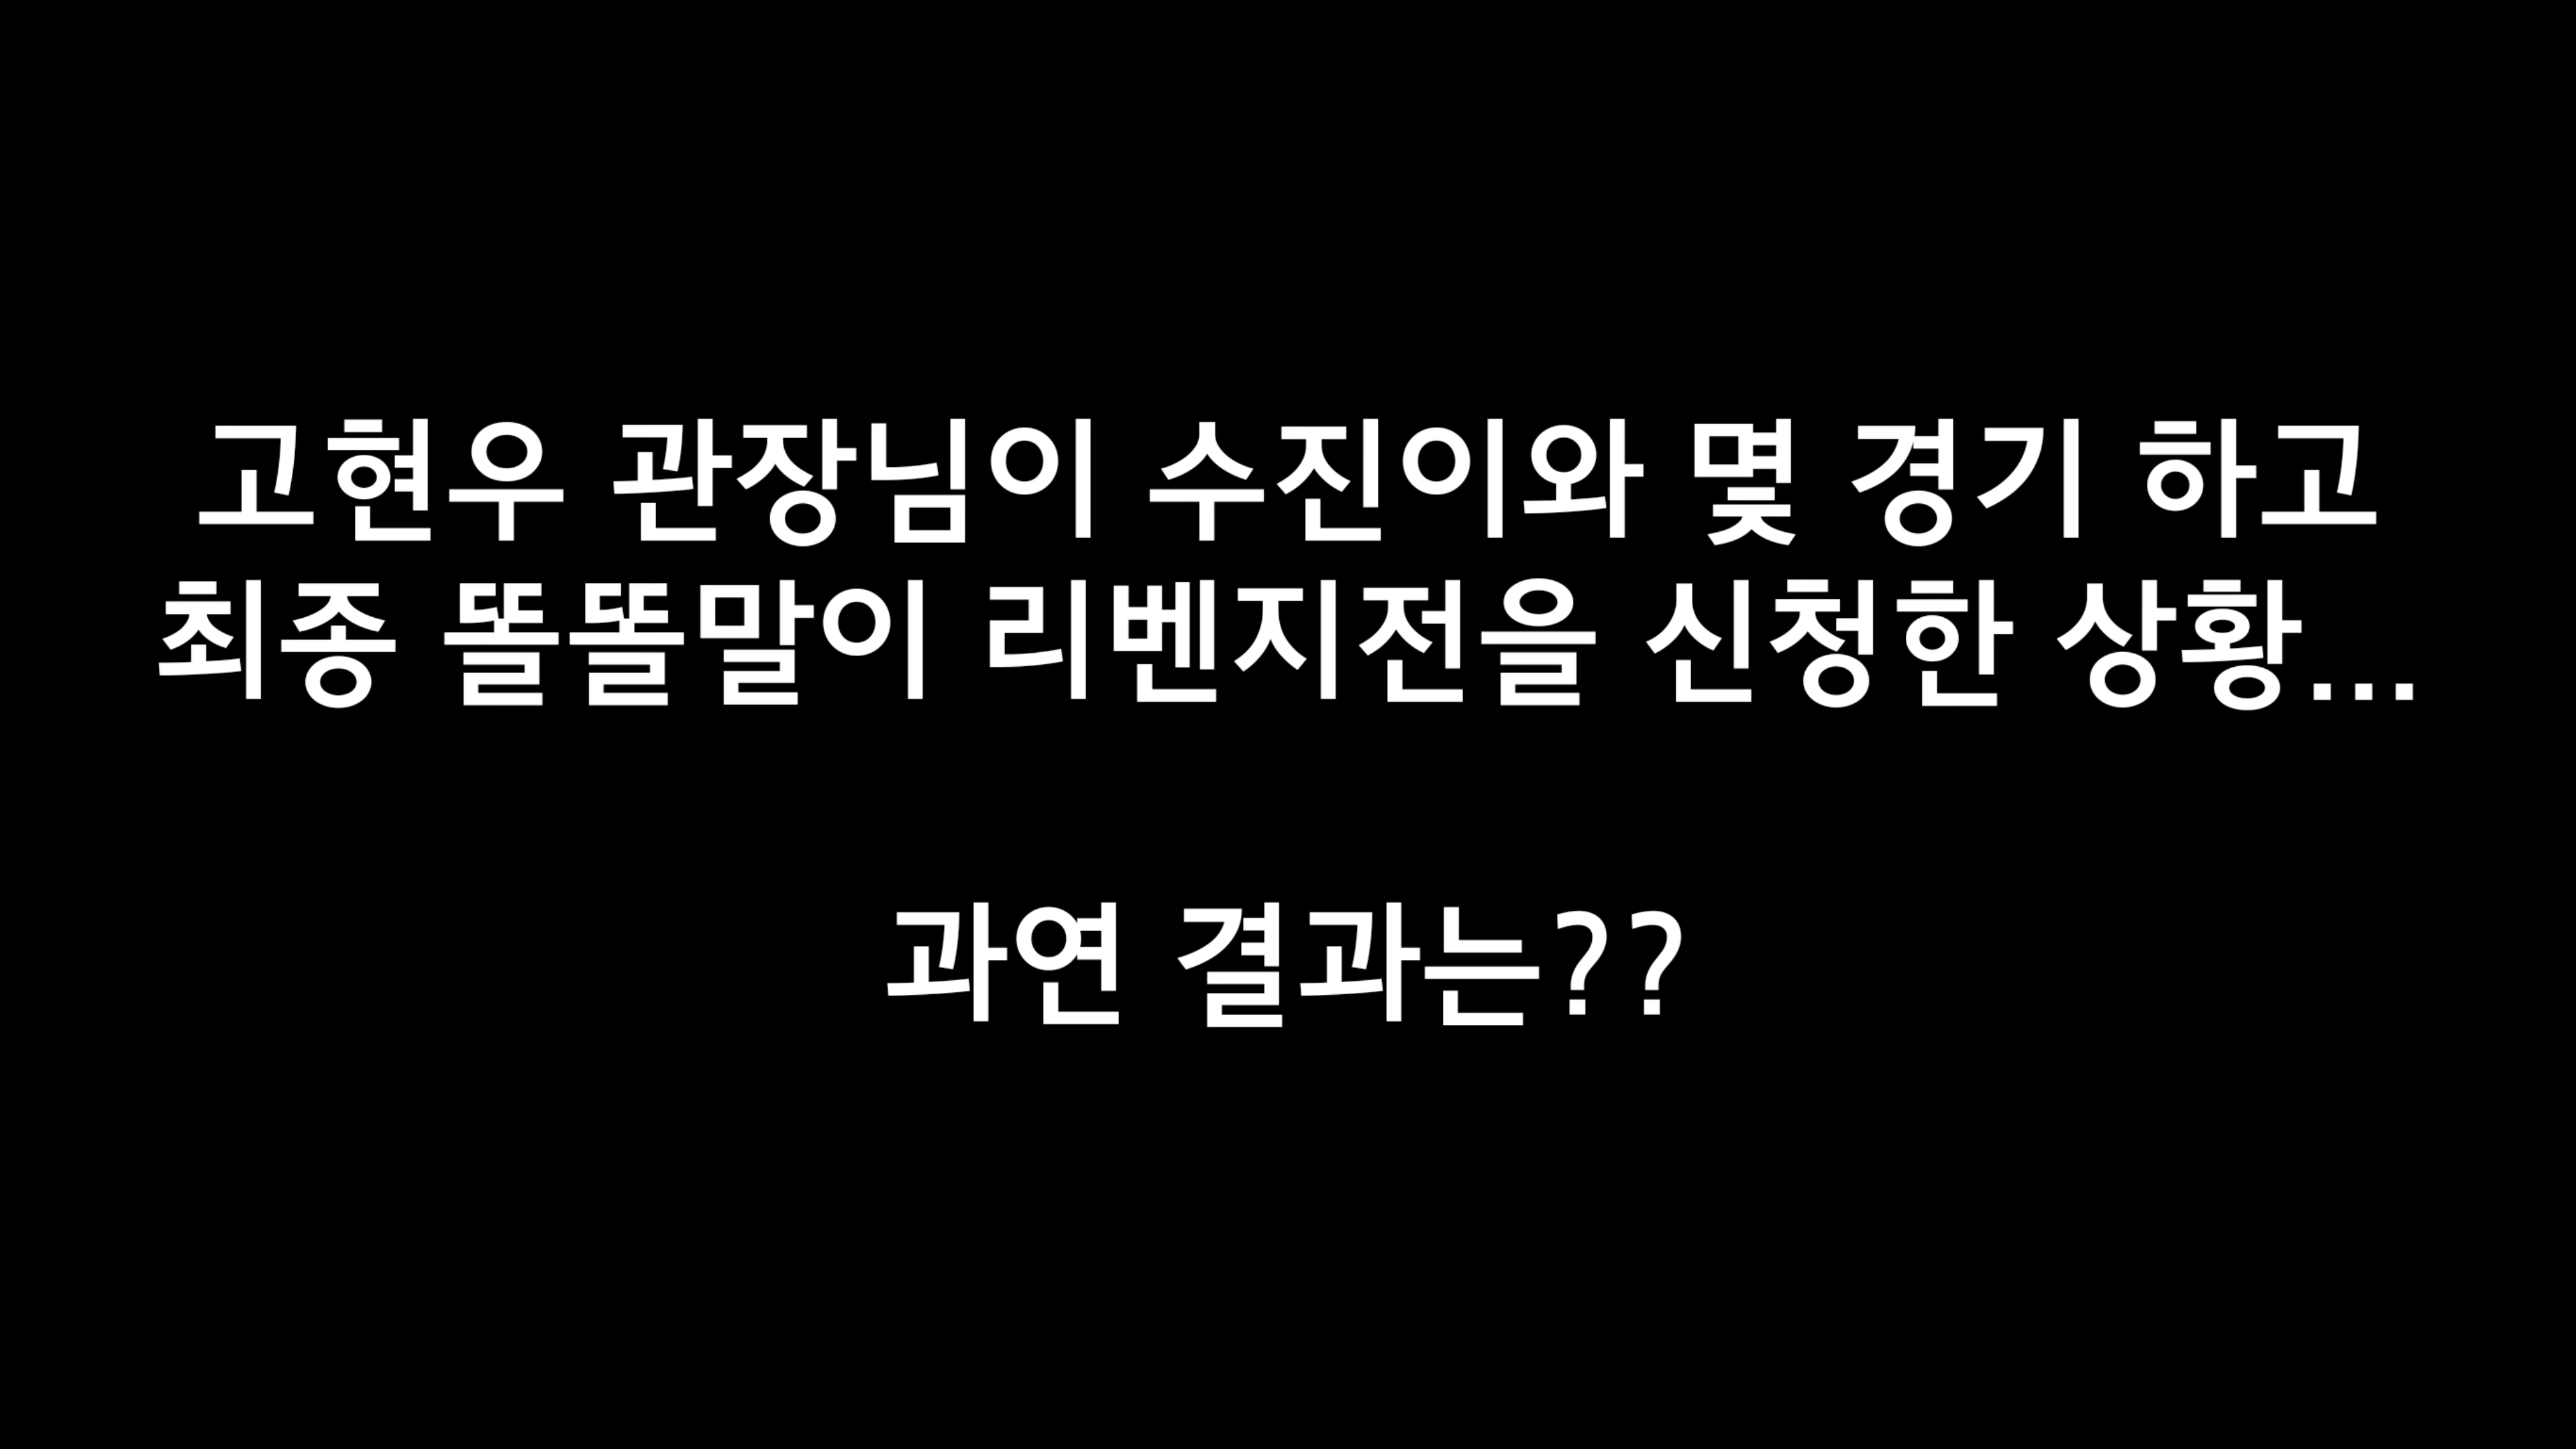 고현우 관장님이 수진이와 몇 경기 하고
최종 똘똘말이 리벤지전을 신청한 상황...
과연 결과는??